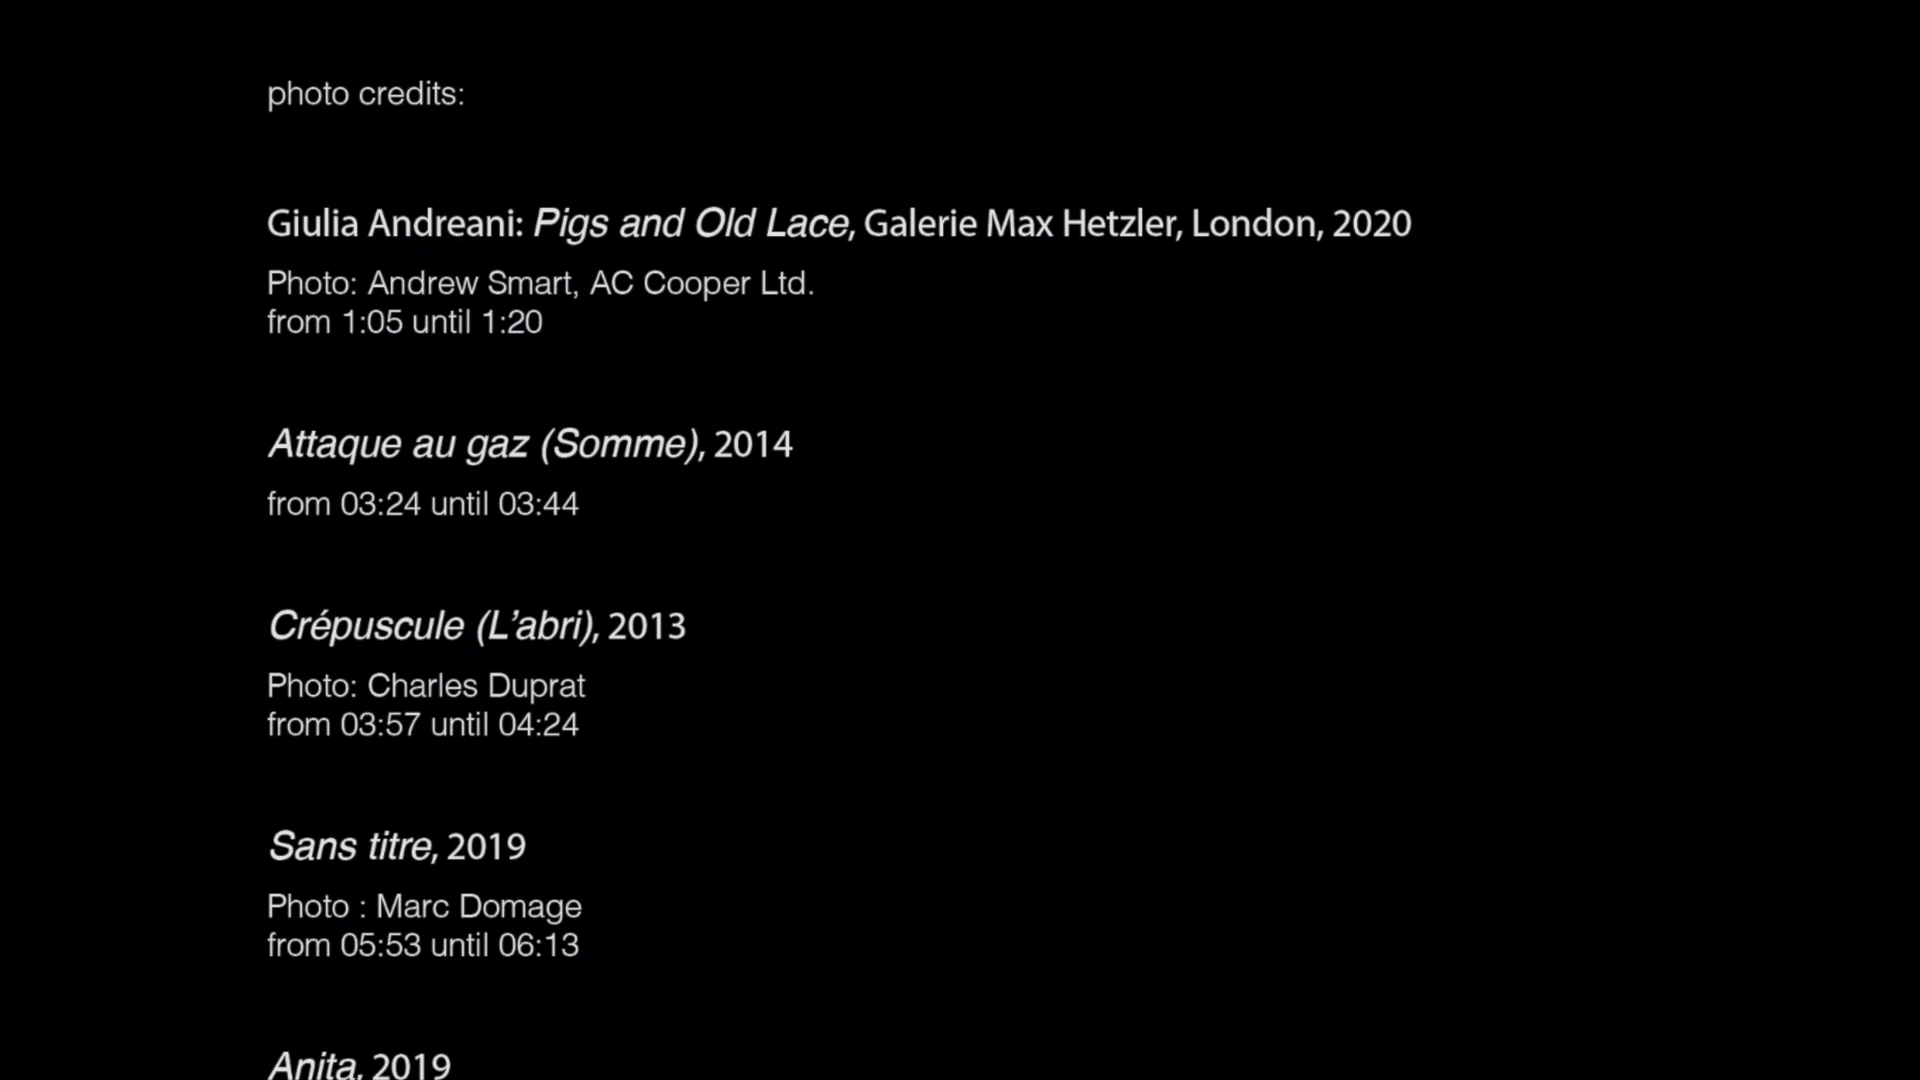 photo credits:
Giulia Andreani: Pigs and Old Lace, Galerie Max Hetzler, London, 2020
Photo: Andrew Smart, AC Cooper Ltd.
from 1:05 until 1:20
Attaque au gaz (Somme), 2014
from 03:24 until 03:44
Crépuscule (L’abri), 2013
Photo: Charles Duprat
from 03:57 until 04:24
Sans titre, 2019
Photo : Marc Domage
from 05:53 until 06:13
Anita, 2019